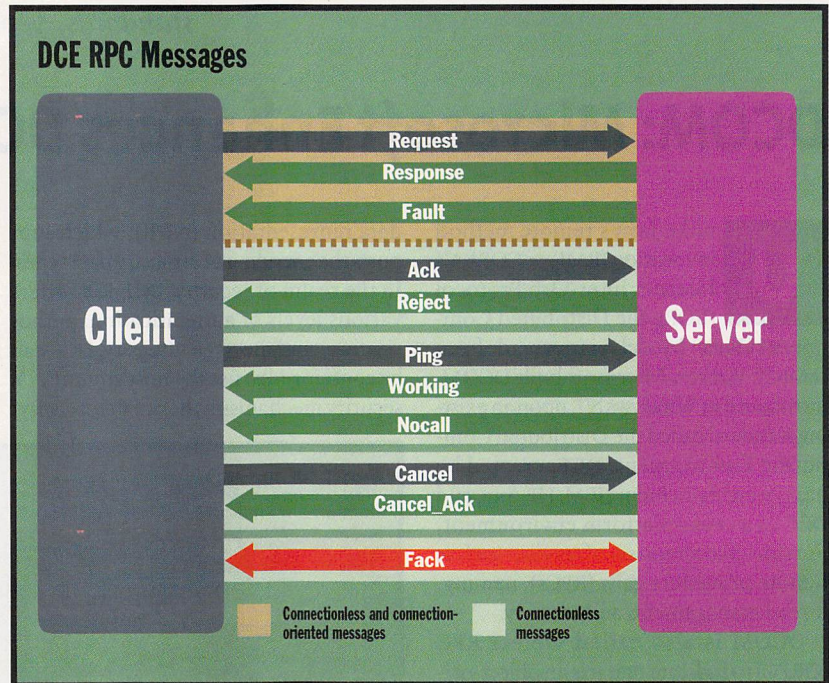 DCE RPC Messages
Request
Response
Fault
Ack
Reject
Client
Server
Ping
Working
Nocall
Cancel
Cancel_Ack
Fack
Connectionless and connection-
oriented messages
Connectionless
messages